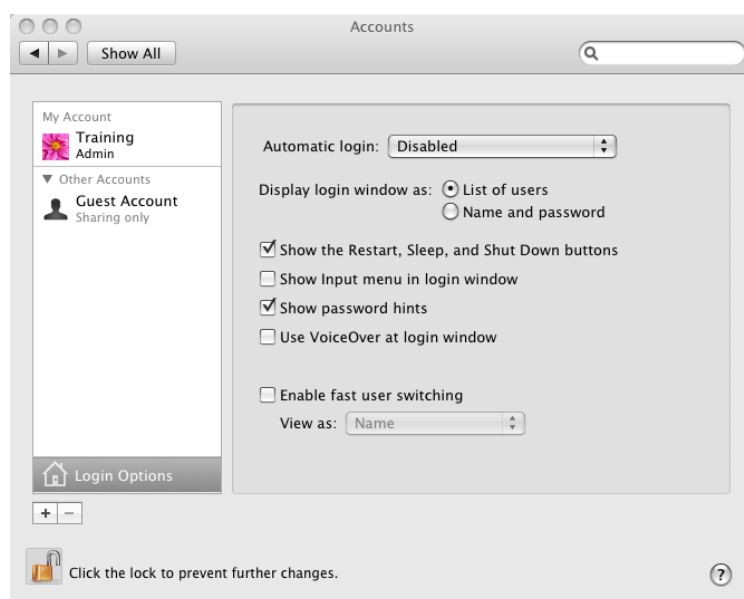 Accounts
Show All
My Account
Training
Admin
Other Accounts
Guest Account
Sharing only
Login Options
+ −
Automatic login: Disabled
Display login window as: List of users
Name and password
Show the Restart, Sleep, and Shut Down buttons
Show Input menu in login window
Show password hints
Use VoiceOver at login window
Enable fast user switching
View as: Name
Click the lock to prevent further changes.
?